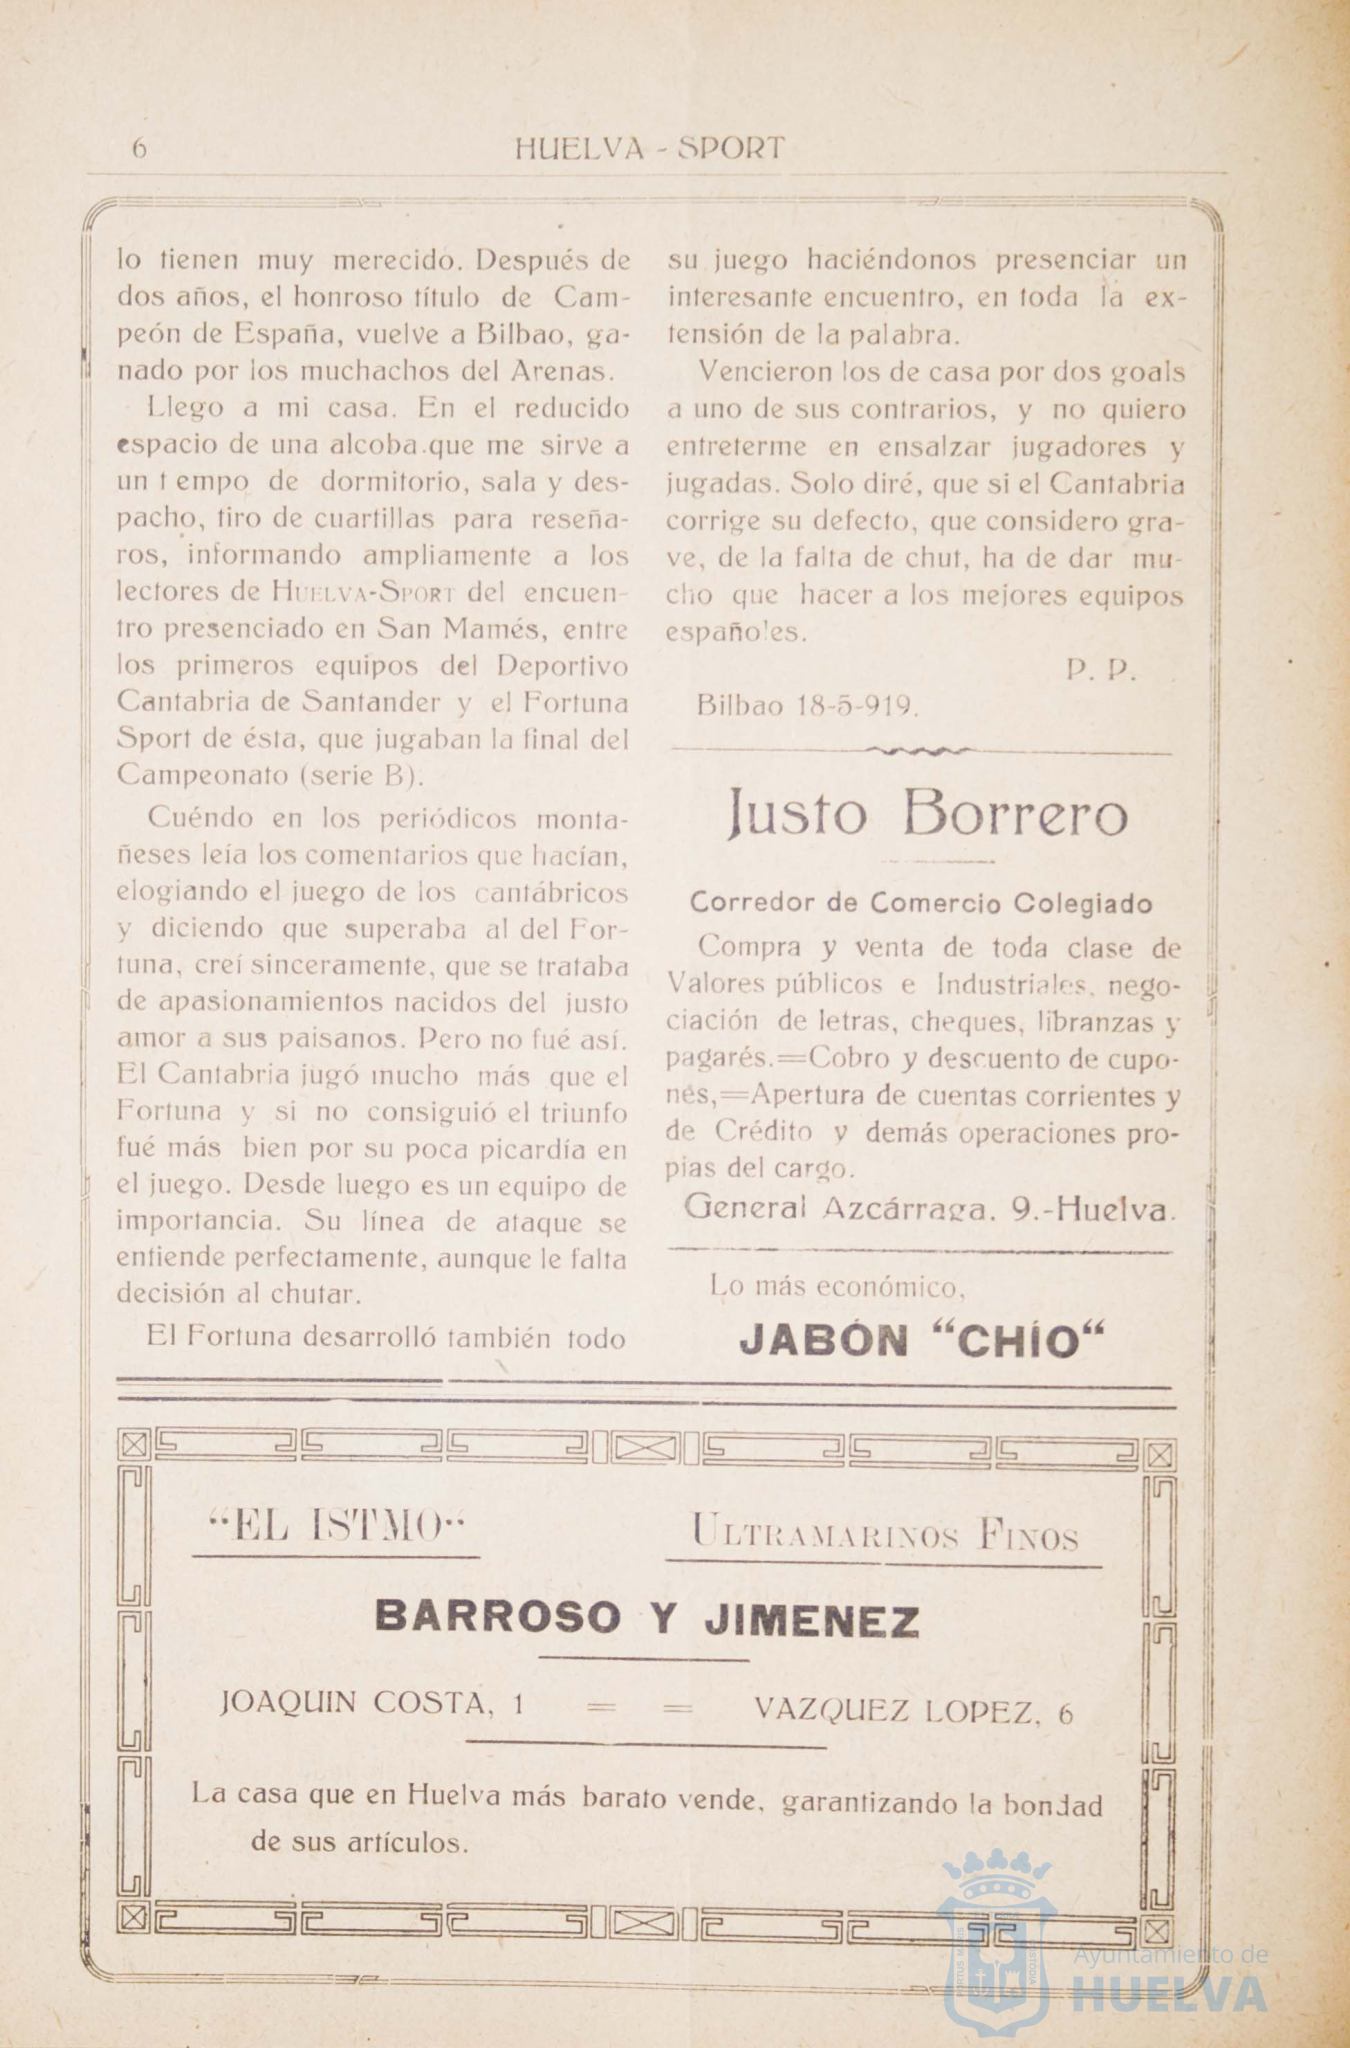 6
HUELVA - SPORT
lo tienen muy merecido. Después de
dos años, el honroso título de Cam-
peón de España, vuelve a Bilbao, ga-
nado por los muchachos del Arenas.
Llego a mi casa. En el reducido
espacio de una alcoba que me sirve a
un t empo de dormitorio, sala y des-
pacho, tiro de cuartillas para reseña-
ros, informando ampliamente a los
lectores de HUELVA-SPORT del encuen-
tro presenciado en San Mamés, entre
los primeros equipos del Deportivo
Cantabria de Santander y el Fortuna
Sport de ésta, que jugaban la final del
Campeonato (serie B).
Cuéndo en los periódicos monta-
ñeses leía los comentarios que hacían,
elogiando el juego de los cantábricos
y diciendo que superaba al del For-
tuna, creí sinceramente, que se trataba
de apasionamientos nacidos del justo
amor a sus paisanos. Pero no fué así.
El Cantabria jugó mucho más que el
Fortuna y si no consiguió el triunfo
fué más bien por su poca picardía en
el juego. Desde luego es un equipo de
importancia. Su línea de ataque se
entiende perfectamente, aunque le falta
decisión al chutar.
El Fortuna desarrolló también todo
su juego haciéndonos presenciar un
interesante encuentro, en toda la ex-
tensión de la palabra.
Vencieron los de casa por dos goals
a uno de sus contrarios, y no quiero
entreterme en ensalzar jugadores y
jugadas. Solo diré, que si el Cantabria
corrige su defecto, que considero gra-
ve, de la falta de chut, ha de dar mu-
cho que hacer a los mejores equipos
españoles.
P. P.
Bilbao 18-5-919.
Justo Borrero
Corredor de Comercio Colegiado
Compra y venta de toda clase de
Valores públicos e Industriales, nego-
ciación de letras, cheques, libranzas y
pagarés.=Cobro y descuento de cupo-
nes,=Apertura de cuentas corrientes y
de Crédito y demás operaciones pro-
pias del cargo.
General Azcárraga, 9.-Huelva.
Lo más económico,
JABÓN "CHÍO"
"EL ISTMO"
ULTRAMARINOS FINOS
BARROSO Y JIMENEZ
JOAQUIN COSTA, 1 = = VAZQUEZ LOPEZ, 6
La casa que en Huelva más barato vende, garantizando la bondad
de sus artículos.
PORTUS MARIS
CUSTODIA
Ayuntamiento de
HUELVA